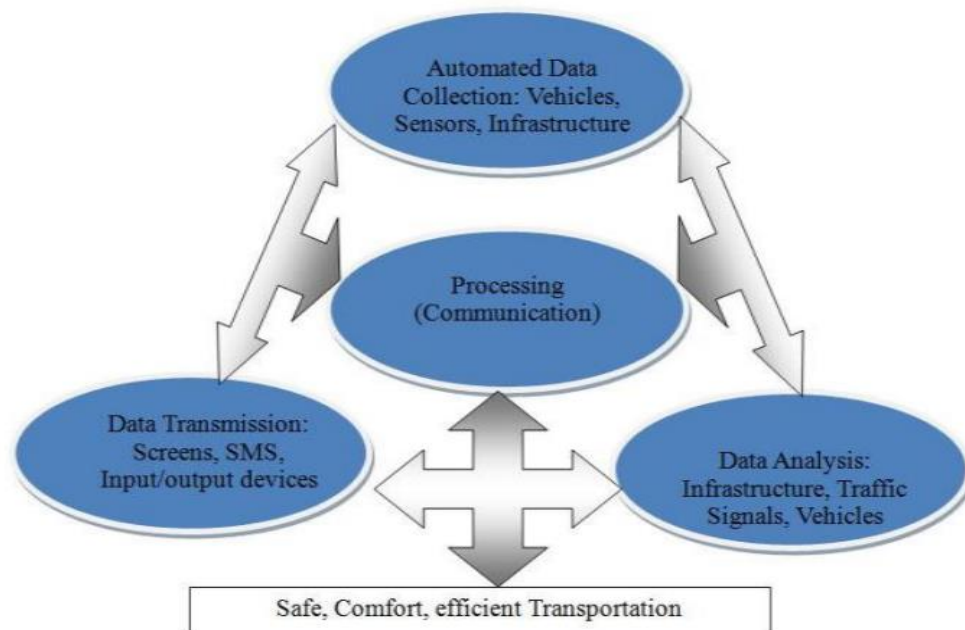 Automated Data
Collection: Vehicles,
Sensors, Infrastructure
Processing
(Communication)
Data Transmission:
Screens, SMS,
Input/output devices
Data Analysis:
Infrastructure, Traffic
Signals, Vehicles
Safe, Comfort, efficient Transportation